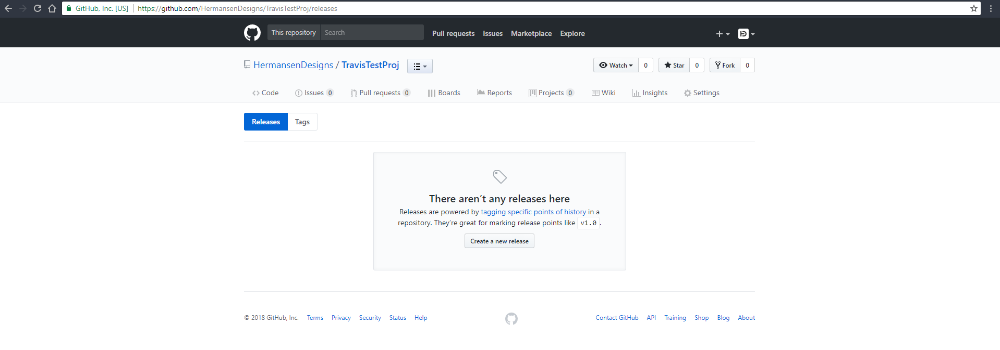 GitHub, Inc. [US] https://github.com/HermansenDesigns/TravisTestProj/releases
This repository Search Pull requests Issues Marketplace Explore
HermansenDesigns / TravisTestProj Watch 0 Star 0 Fork 0
Code Issues 0 Pull requests 0 Boards Reports Projects 0 Wiki Insights Settings
Releases Tags
There aren’t any releases here
Releases are powered by tagging specific points of history in a
repository. They’re great for marking release points like v1.0.
Create a new release
© 2018 GitHub, Inc. Terms Privacy Security Status Help Contact GitHub API Training Shop Blog About